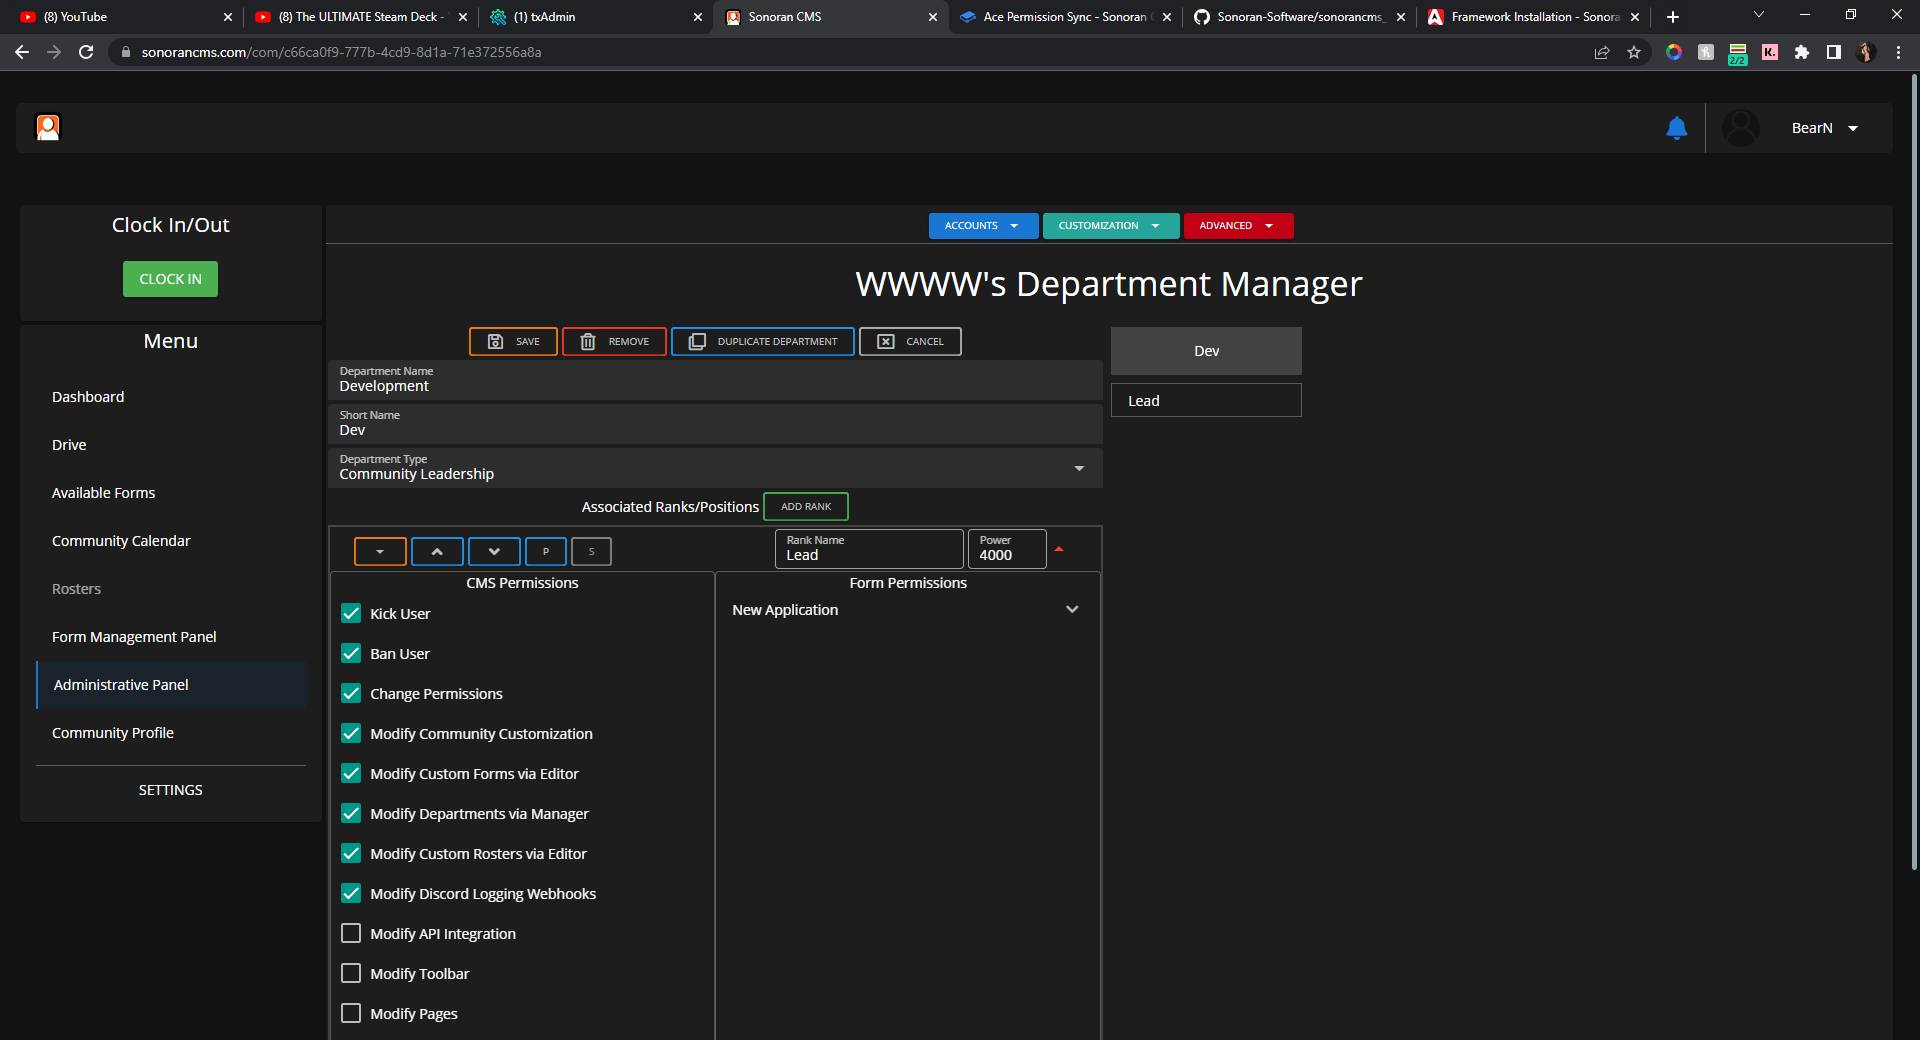 (8) YouTube
(8) The ULTIMATE Steam Deck -
(1) txAdmin
Sonoran CMS
Ace Permission Sync - Sonoran
Sonoran-Software/sonorancms_
Framework Installation - Sonora
sonorancms.com/com/c66ca0f9-777b-4cd9-8d1a-71e372556a8a
2/2
K.
BearN
Clock In/Out
CLOCK IN
Menu
Dashboard
Drive
Available Forms
Community Calendar
Rosters
Form Management Panel
Administrative Panel
Community Profile
SETTINGS
ACCOUNTS
CUSTOMIZATION
ADVANCED
WWWW's Department Manager
SAVE
REMOVE
DUPLICATE DEPARTMENT
CANCEL
Department Name
Development
Short Name
Dev
Department Type
Community Leadership
Associated Ranks/Positions
ADD RANK
P
S
Rank Name
Lead
Power
4000
CMS Permissions
Kick User
Ban User
Change Permissions
Modify Community Customization
Modify Custom Forms via Editor
Modify Departments via Manager
Modify Custom Rosters via Editor
Modify Discord Logging Webhooks
Modify API Integration
Modify Toolbar
Modify Pages
Form Permissions
New Application
Dev
Lead